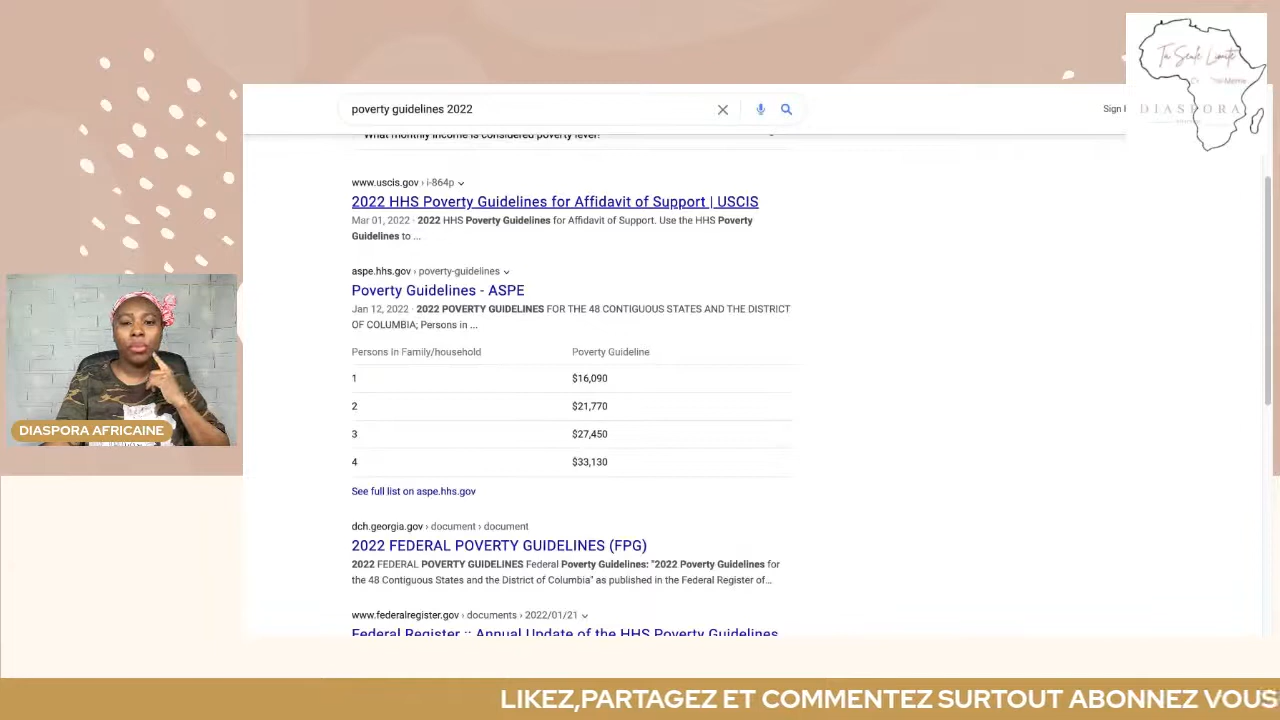 poverty guidelines 2022
Sign
Ta Seule Limite
DIASPORA
What monthly income is considered poverty level?
www.uscis.gov › i-864p
2022 HHS Poverty Guidelines for Affidavit of Support | USCIS
Mar 01, 2022 · 2022 HHS Poverty Guidelines for Affidavit of Support. Use the HHS Poverty
Guidelines to ...
aspe.hhs.gov › poverty-guidelines
Poverty Guidelines - ASPE
Jan 12, 2022 · 2022 POVERTY GUIDELINES FOR THE 48 CONTIGUOUS STATES AND THE DISTRICT
OF COLUMBIA; Persons in ...
Persons In Family/household Poverty Guideline
1 $16,090
2 $21,770
3 $27,450
4 $33,130
See full list on aspe.hhs.gov
dch.georgia.gov › document › document
2022 FEDERAL POVERTY GUIDELINES (FPG)
2022 FEDERAL POVERTY GUIDELINES Federal Poverty Guidelines: "2022 Poverty Guidelines for
the 48 Contiguous States and the District of Columbia" as published in the Federal Register of...
www.federalregister.gov › documents › 2022/01/21
Federal Register :: Annual Update of the HHS Poverty Guidelines
DIASPORA AFRICAINE
LIKEZ,PARTAGEZ ET COMMENTEZ SURTOUT ABONNEZ VOUS